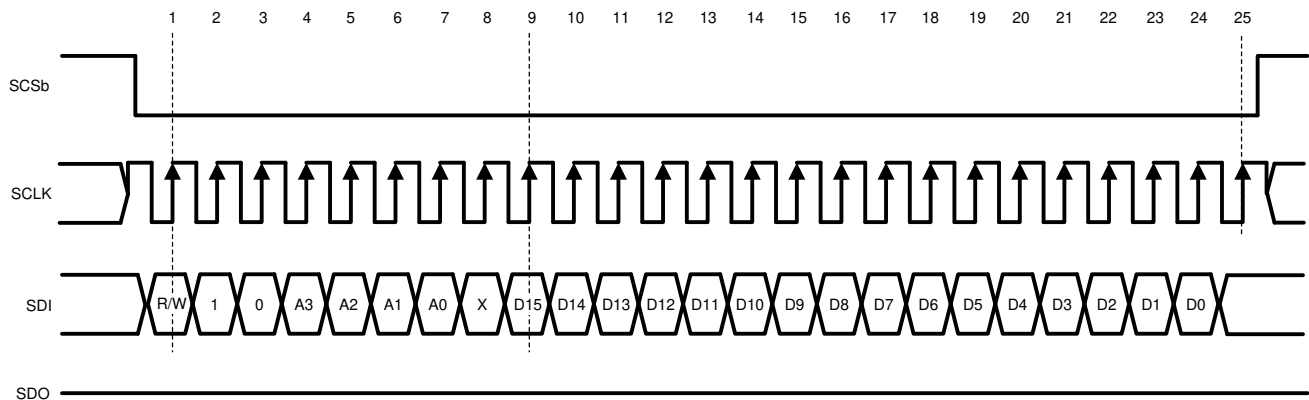 1 2 3 4 5 6 7 8 9 10 11 12 13 14 15 16 17 18 19 20 21 22 23 24 25
SCSb
SCLK
SDI R/W 1 0 A3 A2 A1 A0 X D15 D14 D13 D12 D11 D10 D9 D8 D7 D6 D5 D4 D3 D2 D1 D0
SDO